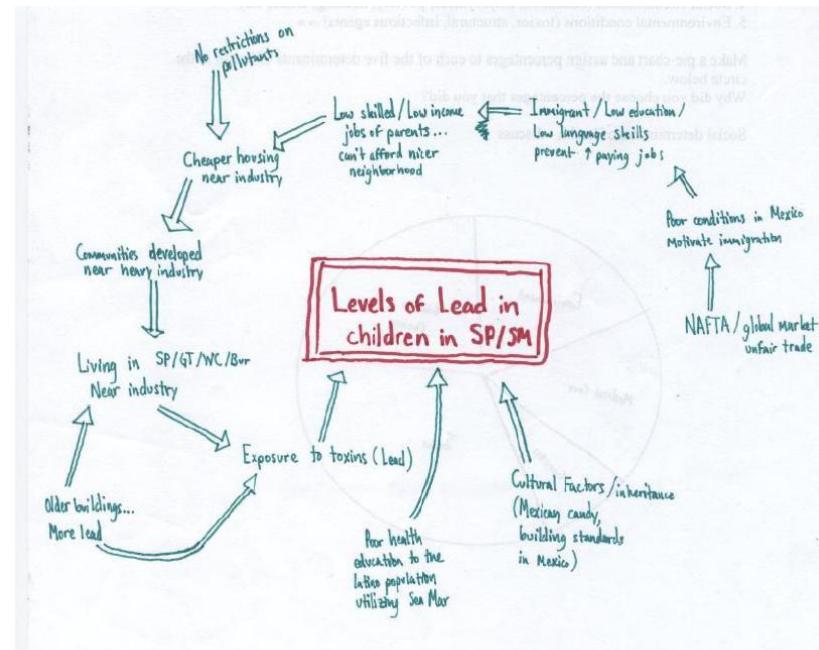 No restrictions on
pollutants
Low skilled/Low income
jobs of parents...
can't afford nicer
neighborhood
Immigrant/Low education/
Low language skills
prevent ↑ paying jobs
Cheaper housing
near industry
Poor conditions in Mexico
Motivate immigration
Communities developed
near heavy industry
Levels of Lead in
children in SP/SM
NAFTA/global market
unfair trade
Living in SP/GT/WC/Bur
Near industry
Exposure to toxins (Lead)
Cultural Factors/inheritance
(Mexican candy,
building standards
in Mexico)
Older buildings...
More lead
Poor health
education to the
latino population
utilizing Sea Mar